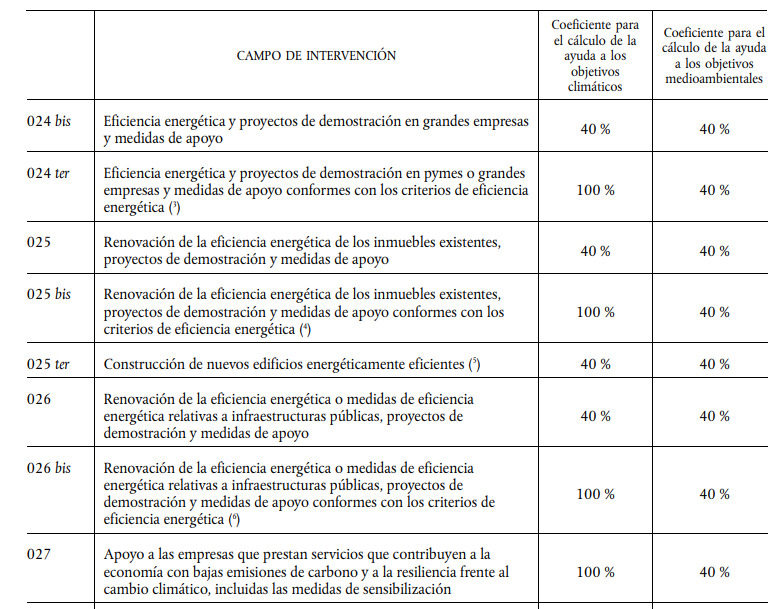 CAMPO DE INTERVENCIÓN
Coeficiente para
el cálculo de la
ayuda a los
objetivos
climáticos
Coeficiente para el
cálculo de la ayuda
a los objetivos
medioambientales
024 bis
Eficiencia energética y proyectos de demostración en grandes empresas
y medidas de apoyo
40 %
40 %
024 ter
Eficiencia energética y proyectos de demostración en pymes o grandes
empresas y medidas de apoyo conformes con los criterios de eficiencia
energética (³)
100 %
40 %
025
Renovación de la eficiencia energética de los inmuebles existentes,
proyectos de demostración y medidas de apoyo
40 %
40 %
025 bis
Renovación de la eficiencia energética de los inmuebles existentes,
proyectos de demostración y medidas de apoyo conformes con los
criterios de eficiencia energética (⁴)
100 %
40 %
025 ter
Construcción de nuevos edificios energéticamente eficientes (⁵)
40 %
40 %
026
Renovación de la eficiencia energética o medidas de eficiencia
energética relativas a infraestructuras públicas, proyectos de
demostración y medidas de apoyo
40 %
40 %
026 bis
Renovación de la eficiencia energética o medidas de eficiencia
energética relativas a infraestructuras públicas, proyectos de
demostración y medidas de apoyo conformes con los criterios de
eficiencia energética (⁶)
100 %
40 %
027
Apoyo a las empresas que prestan servicios que contribuyen a la
economía con bajas emisiones de carbono y a la resiliencia frente al
cambio climático, incluidas las medidas de sensibilización
100 %
40 %